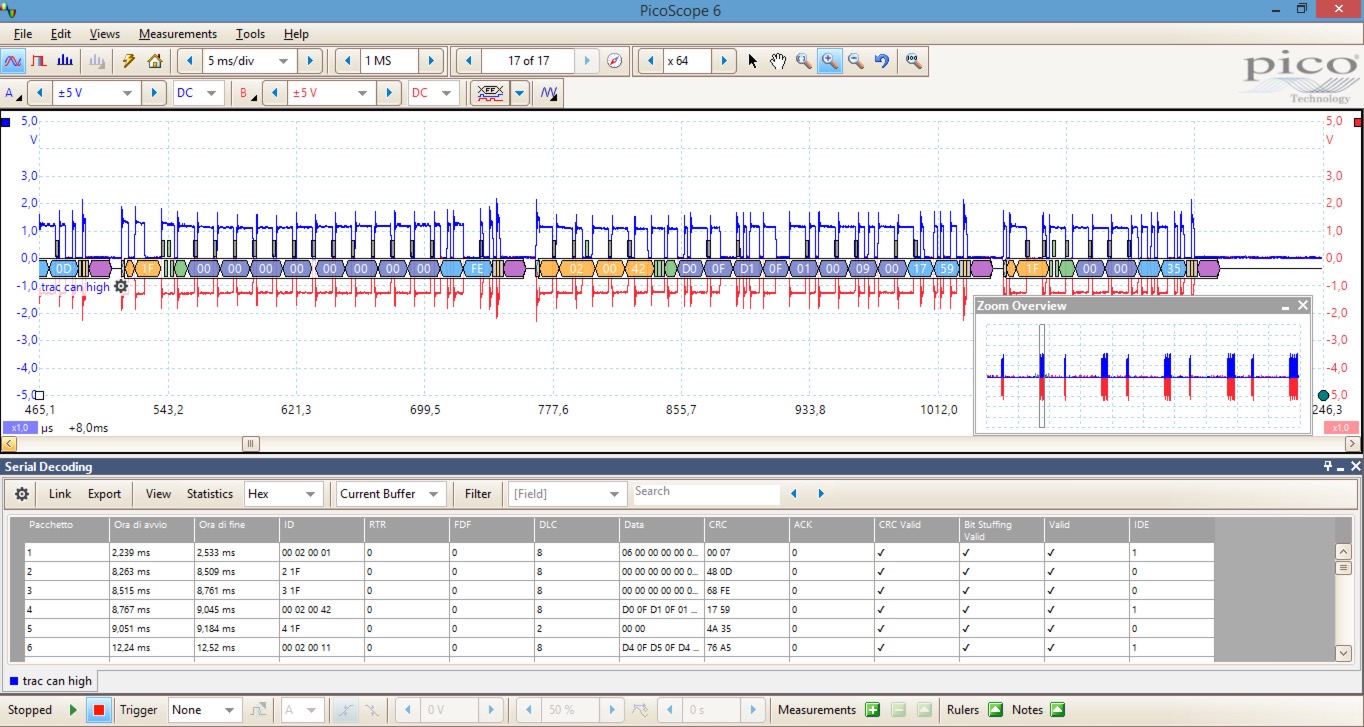 PicoScope 6
File Edit Views Measurements Tools Help
5 ms/div 1 MS 17 of 17 x 64
pico
Technology
A ±5 V DC B ±5 V DC
5,0 5,0
V V
3,0 3,0
2,0 2,0
1,0 1,0
0,0 0,0
0D 1F 00 00 00 00 00 00 00 00 FE 02 00 42 D0 0F D1 0F 01 00 09 00 17 59 1F 00 00 35
trac can high
-1,0 -1,0
-2,0 -2,0
-3,0 -3,0
-4,0 -4,0
-5,0 5,0
Zoom Overview
465,1 543,2 621,3 699,5 777,6 855,7 933,8 1012,0 246,3
x1,0 µs +8,0ms x1,0
Serial Decoding
Link Export View Statistics Hex Current Buffer Filter [Field] Search
Pacchetto Ora di avvio Ora di fine ID RTR FDF DLC Data CRC ACK CRC Valid Bit Stuffing Valid Valid IDE
1 2,239 ms 2,533 ms 00 02 00 01 0 0 8 06 00 00 00 00 0... 00 07 0 ✓ ✓ ✓ 1
2 8,263 ms 8,509 ms 2 1F 0 0 8 00 00 00 00 00 0... 48 0D 0 ✓ ✓ ✓ 0
3 8,515 ms 8,761 ms 3 1F 0 0 8 00 00 00 00 00 0... 68 FE 0 ✓ ✓ ✓ 0
4 8,767 ms 9,045 ms 00 02 00 42 0 0 8 D0 0F D1 0F 01 ... 17 59 0 ✓ ✓ ✓ 1
5 9,051 ms 9,184 ms 4 1F 0 0 2 00 00 4A 35 0 ✓ ✓ ✓ 0
6 12,24 ms 12,52 ms 00 02 00 11 0 0 8 D4 0F D5 0F D4 ... 76 A5 0 ✓ ✓ ✓ 1
trac can high
Stopped Trigger None A 0 V 50 % 0 s Measurements Rulers Notes